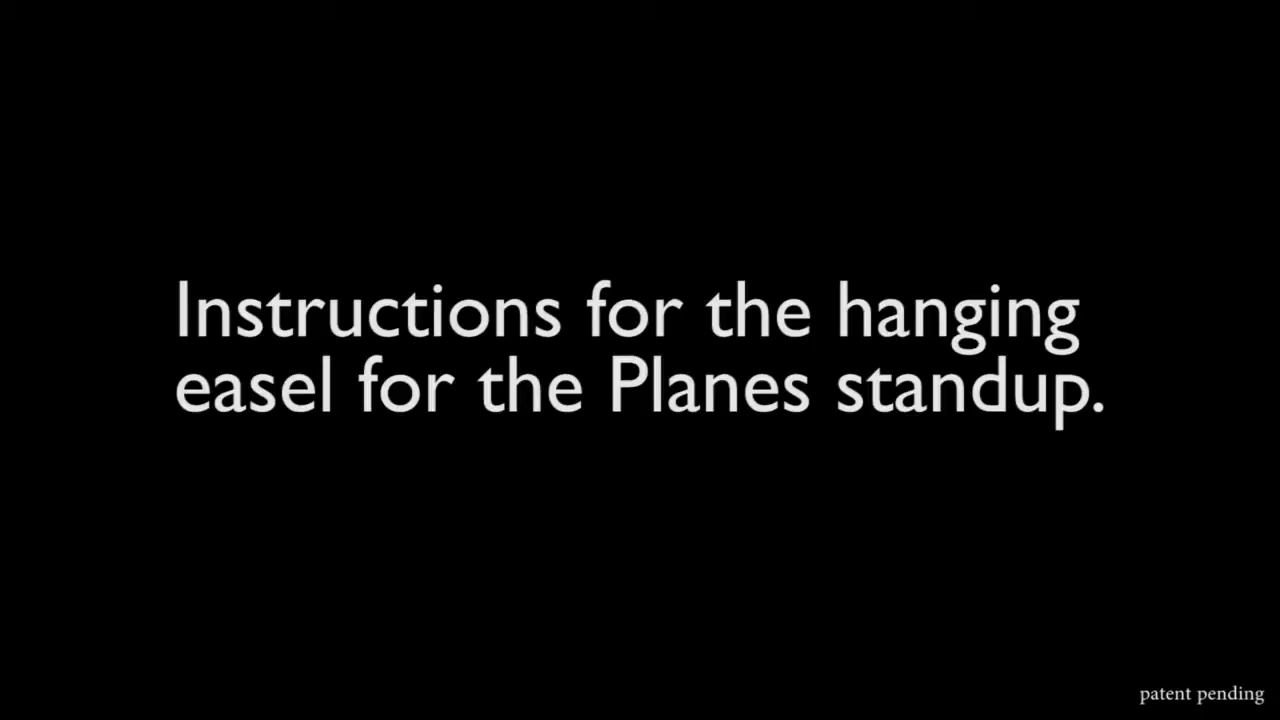 Instructions for the hanging
easel for the Planes standup.
patent pending